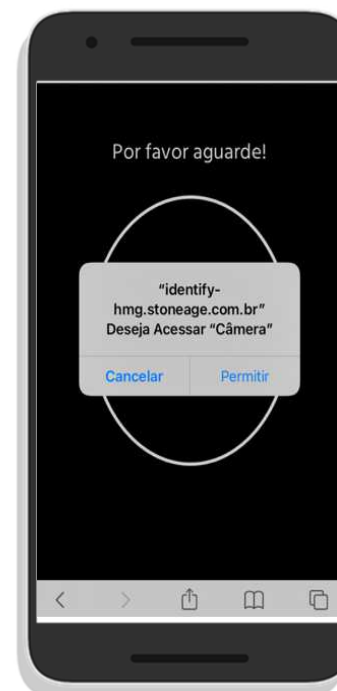 Por favor aguarde!
“identify-
hmg.stoneage.com.br”
Deseja Acessar “Câmera”
Cancelar
Permitir